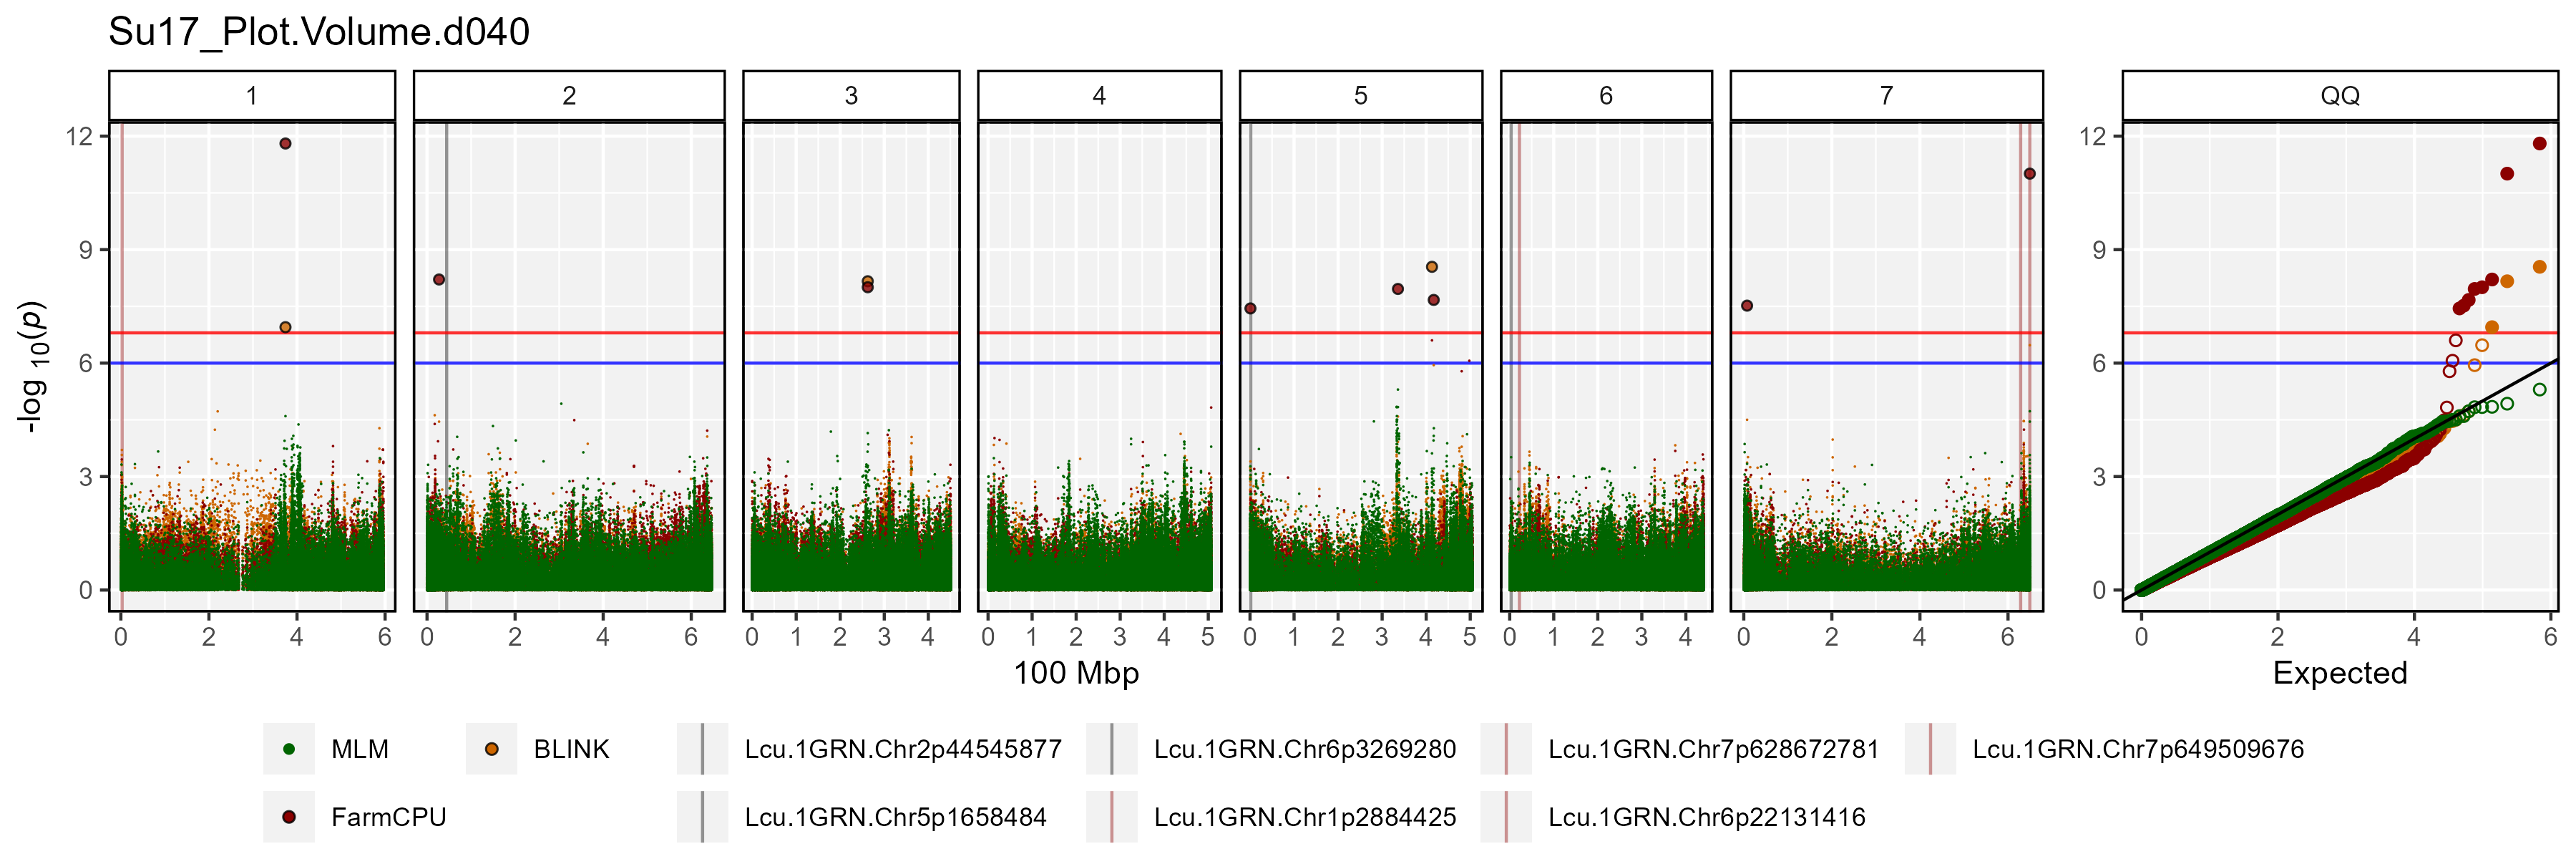 Su17_Plot.Volume.d040
1 2 3 4 5 6 7 QQ
12 12
9 9
6 6
3 3
0 0
-log 10(p)
0 2 4 6 0 2 4 6 0 1 2 3 4 0 1 2 3 4 5 0 1 2 3 4 5 0 1 2 3 4 0 2 4 6 0 2 4 6
100 Mbp Expected
MLM BLINK Lcu.1GRN.Chr2p44545877 Lcu.1GRN.Chr6p3269280 Lcu.1GRN.Chr7p628672781 Lcu.1GRN.Chr7p649509676
FarmCPU Lcu.1GRN.Chr5p1658484 Lcu.1GRN.Chr1p2884425 Lcu.1GRN.Chr6p22131416